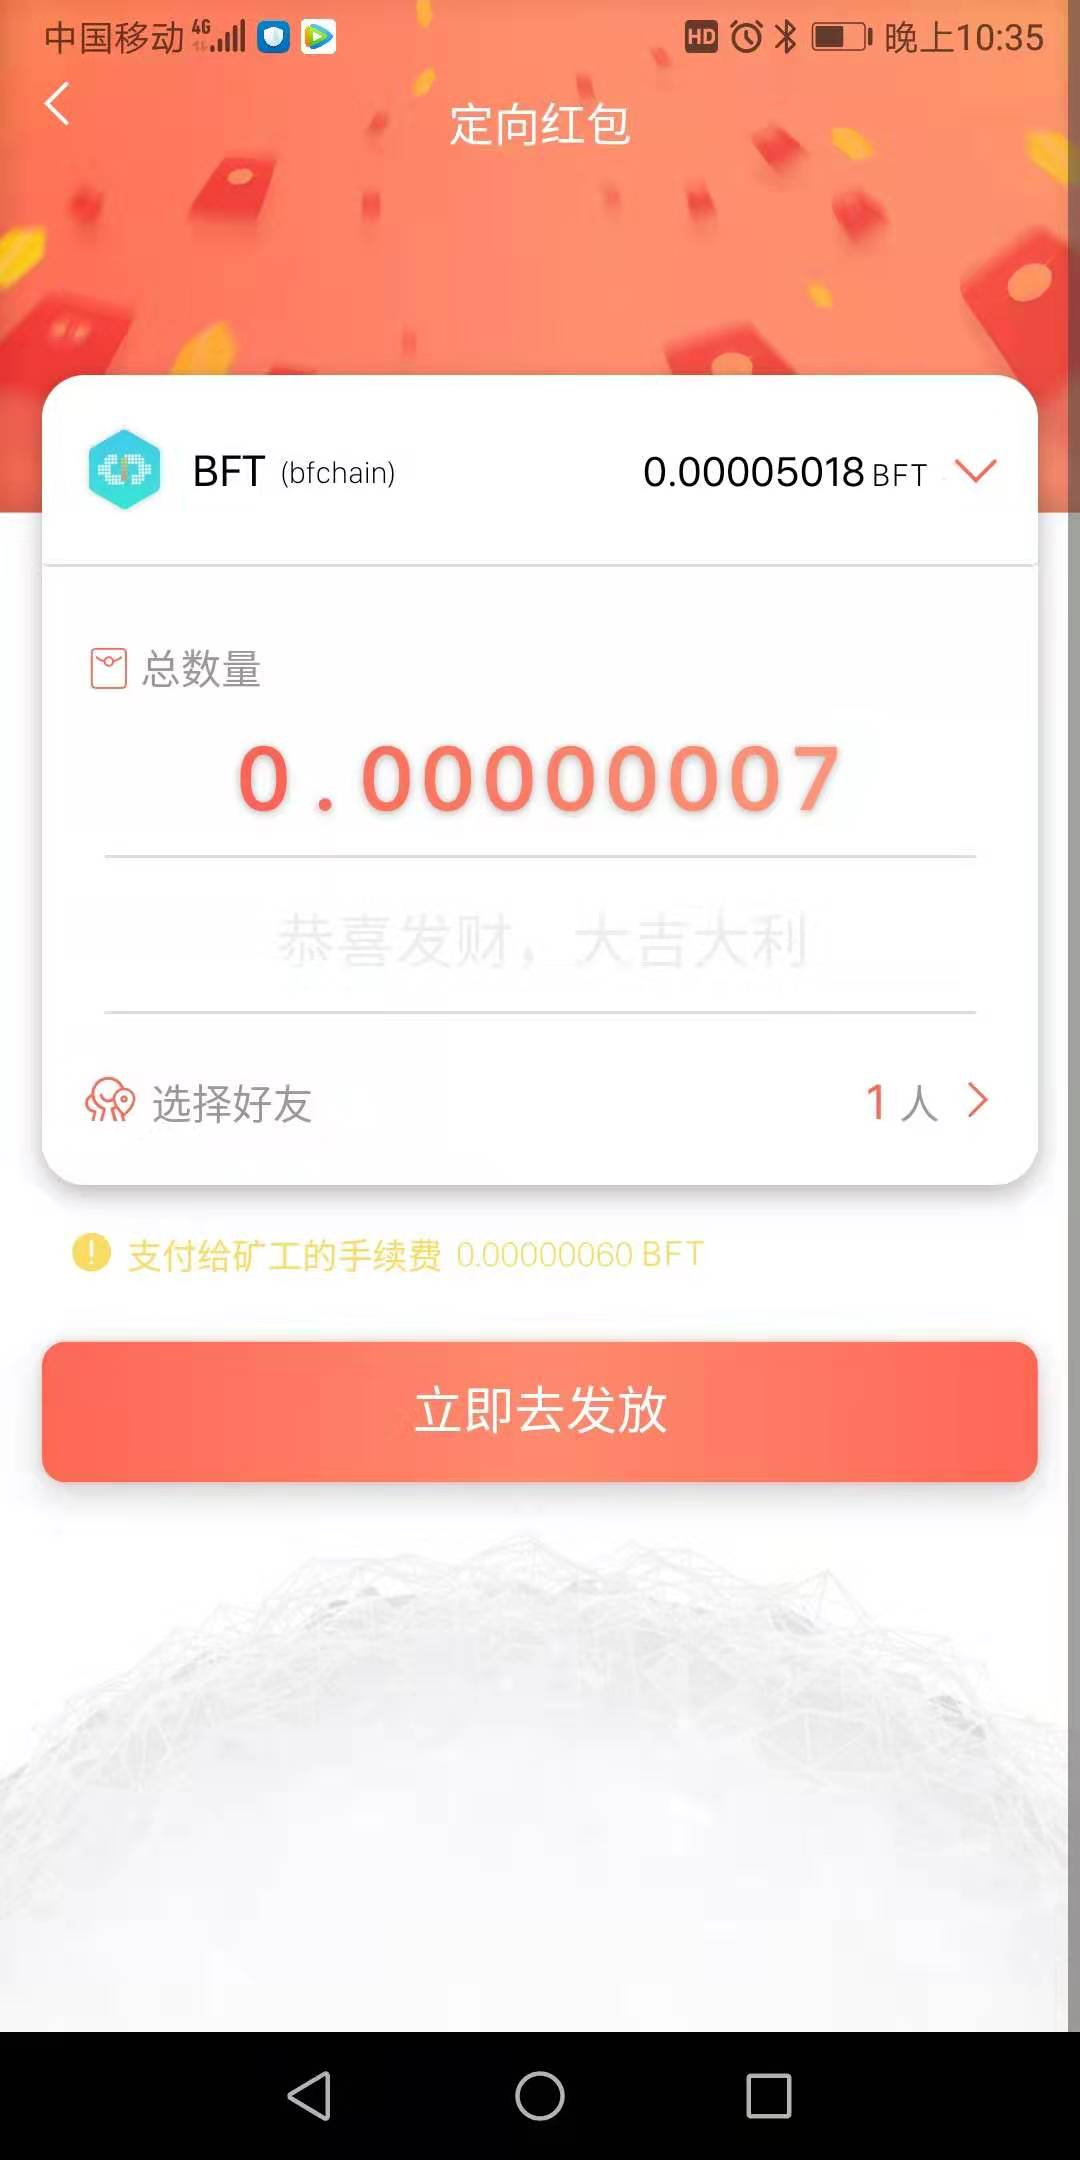 中国移动 4G HD 晚上10:35
定向红包
BFT (bfchain) 0.00005018 BFT
总数量
0.00000007
恭喜发财，大吉大利
选择好友 1 人
支付给矿工的手续费 0.00000060 BFT
立即去发放